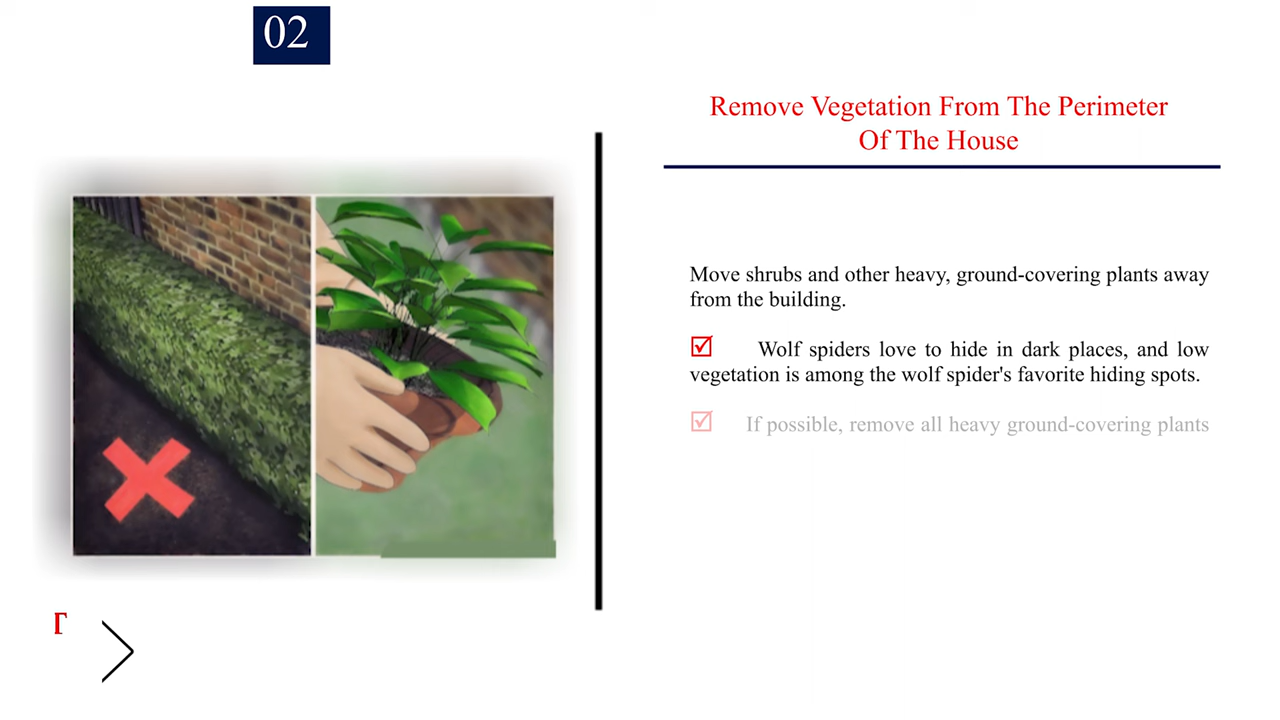 02
Remove Vegetation From The Perimeter
Of The House
Move shrubs and other heavy, ground-covering plants away
from the building.
Wolf spiders love to hide in dark places, and low
vegetation is among the wolf spider's favorite hiding spots.
If possible, remove all heavy ground-covering plants